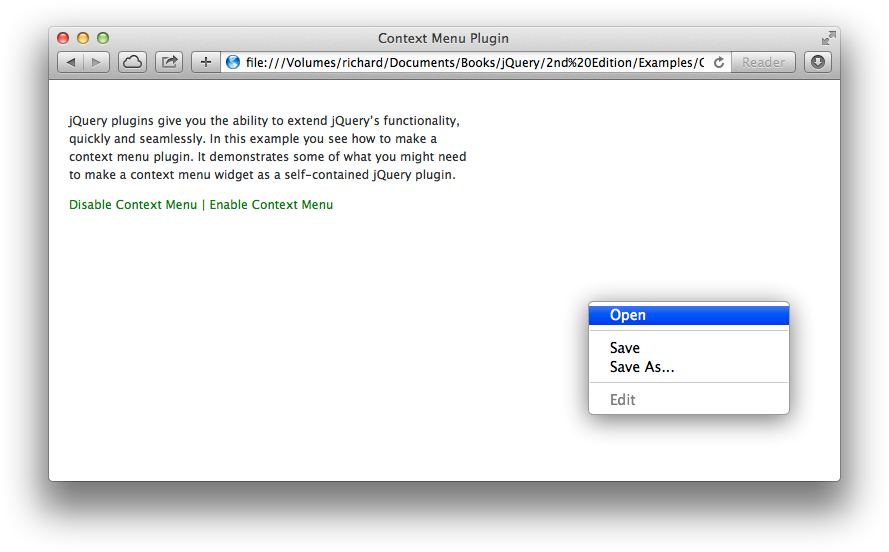 Context Menu Plugin
file:///Volumes/richard/Documents/Books/jQuery/2nd%20Edition/Examples/C
Reader
jQuery plugins give you the ability to extend jQuery's functionality,
quickly and seamlessly. In this example you see how to make a
context menu plugin. It demonstrates some of what you might need
to make a context menu widget as a self-contained jQuery plugin.
Disable Context Menu | Enable Context Menu
Open
Save
Save As...
Edit